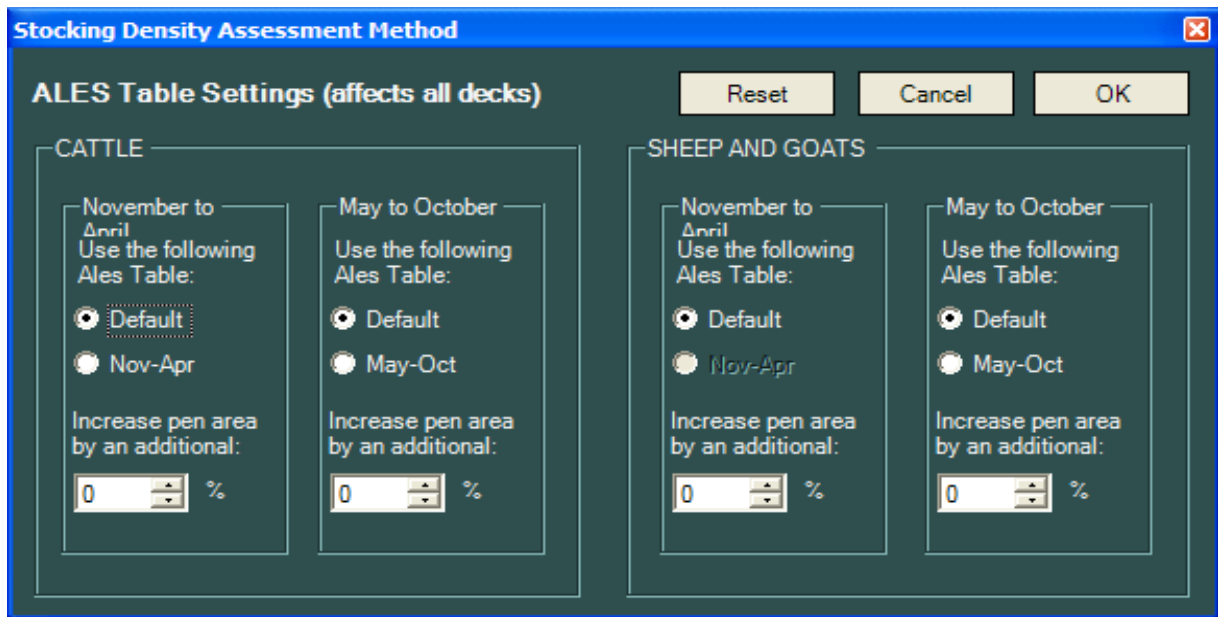 Stocking Density Assessment Method
ALES Table Settings (affects all decks)
Reset
Cancel
OK
CATTLE
November to
April
Use the following
Ales Table:
Default
Nov-Apr
Increase pen area
by an additional:
0 %
May to October
Use the following
Ales Table:
Default
May-Oct
Increase pen area
by an additional:
0 %
SHEEP AND GOATS
November to
April
Use the following
Ales Table:
Default
Nov-Apr
Increase pen area
by an additional:
0 %
May to October
Use the following
Ales Table:
Default
May-Oct
Increase pen area
by an additional:
0 %